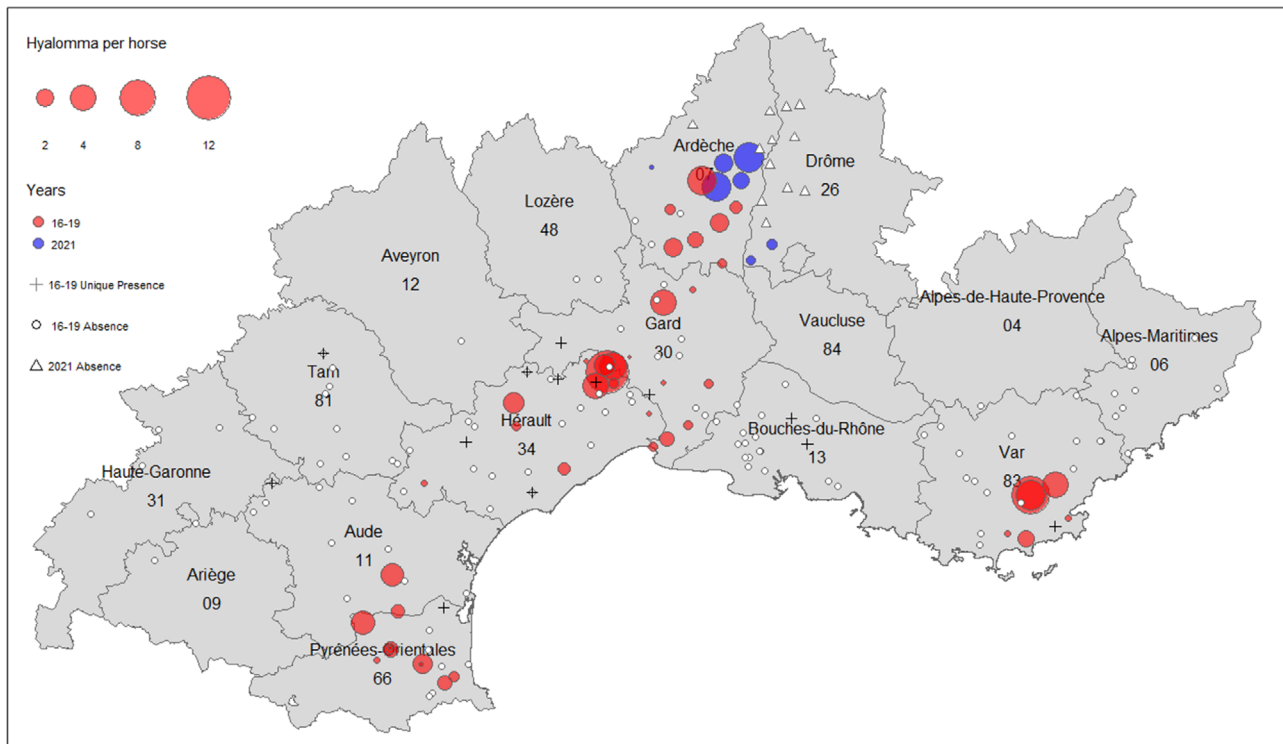 Hyalomma per horse
2 4 8 12
Years
16-19
2021
16-19 Unique Presence
16-19 Absence
2021 Absence
Ardèche
07
Drôme
26
Lozère
48
Aveyron
12
Alpes-de-Haute-Provence
04
Gard
30
Vaucluse
84
Alpes-Maritimes
06
Tarn
81
Hérault
34
Bouches-du-Rhône
13
Var
83
Haute-Garonne
31
Aude
11
Ariège
09
Pyrénées-Orientales
66